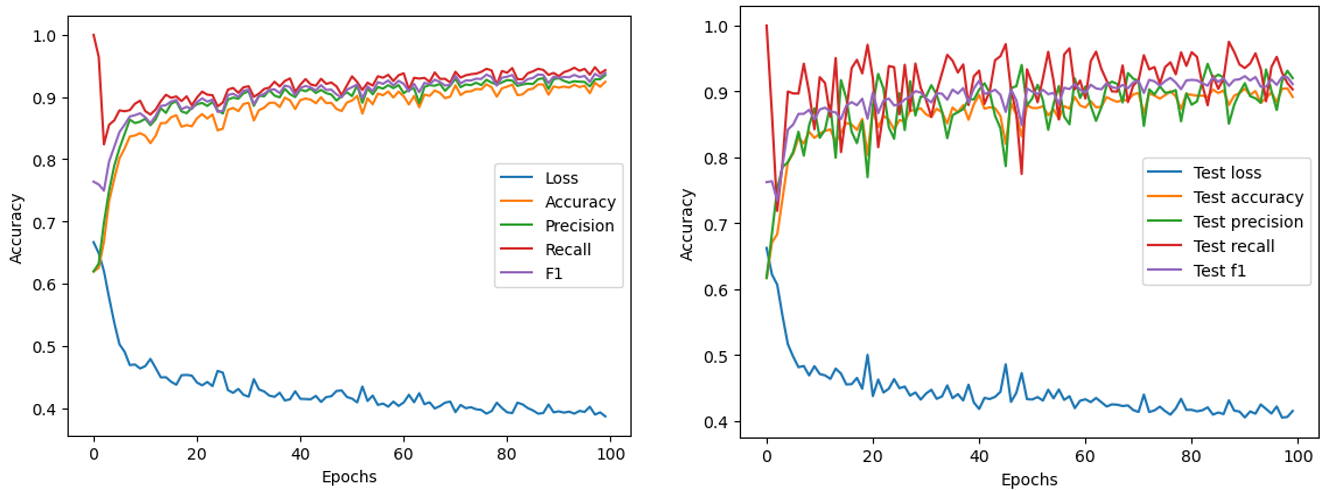 1.0
0.9
0.8
0.7
0.6
0.5
0.4
Accuracy
0 20 40 60 80 100
Epochs
Loss
Accuracy
Precision
Recall
F1
1.0
0.9
0.8
0.7
0.6
0.5
0.4
Accuracy
0 20 40 60 80 100
Epochs
Test loss
Test accuracy
Test precision
Test recall
Test f1